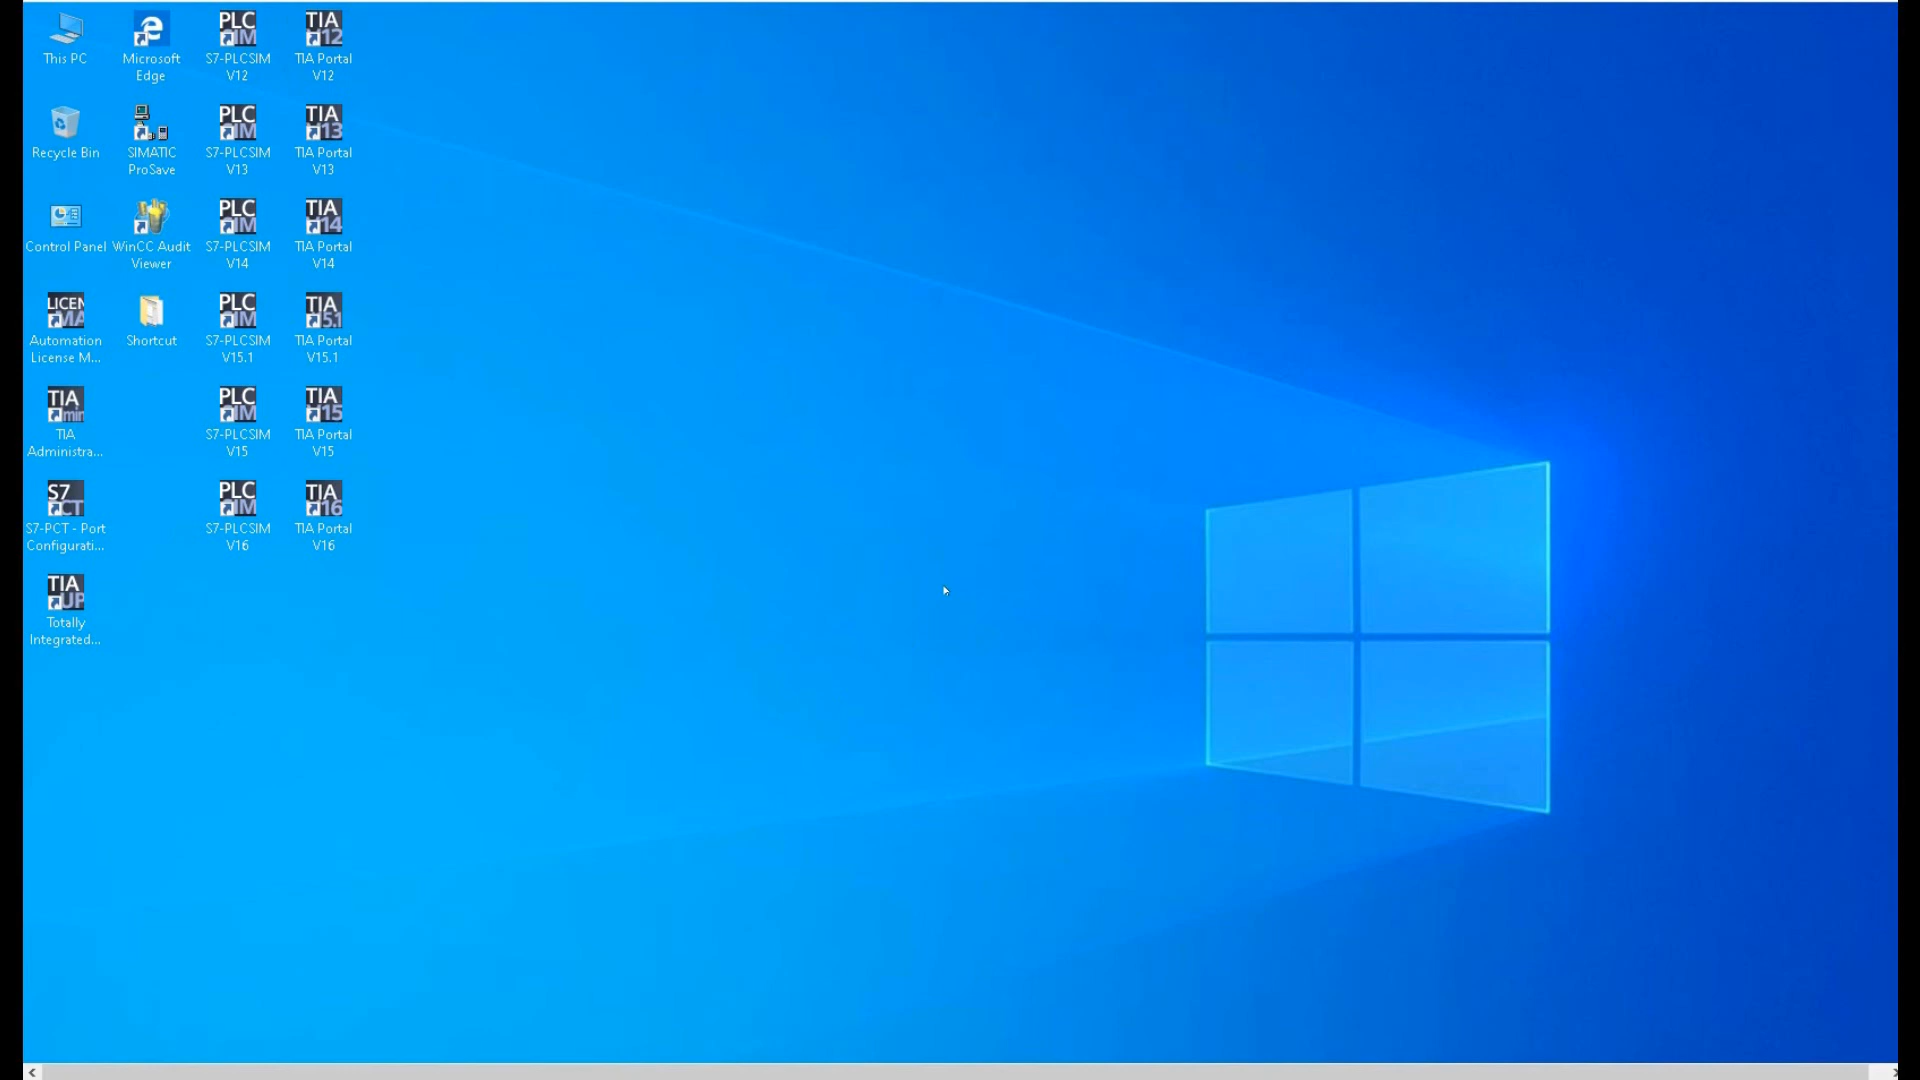 This PC
Microsoft
Edge
PLC
S7-PLCSIM
V12
TIA
12
TIA Portal
V12
Recycle Bin
SIMATIC
ProSave
PLC
S7-PLCSIM
V13
TIA
13
TIA Portal
V13
Control Panel
WinCC Audit
Viewer
PLC
S7-PLCSIM
V14
TIA
14
TIA Portal
V14
LICEN
MA
Automation
License M...
Shortcut
PLC
S7-PLCSIM
V15.1
TIA
5.1
TIA Portal
V15.1
TIA
min
TIA
Administra...
PLC
S7-PLCSIM
V15
TIA
15
TIA Portal
V15
S7
CT
S7-PCT - Port
Configurati...
PLC
S7-PLCSIM
V16
TIA
16
TIA Portal
V16
TIA
UP
Totally
Integrated...